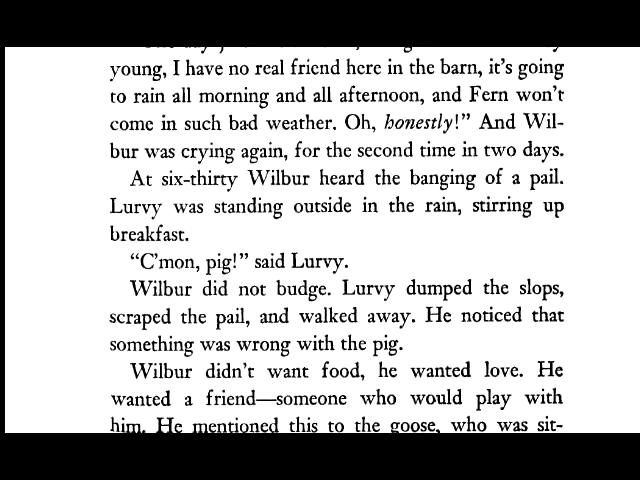 young, I have no real friend here in the barn, it's going
to rain all morning and all afternoon, and Fern won't
come in such bad weather. Oh, honestly!" And Wil-
bur was crying again, for the second time in two days.
At six-thirty Wilbur heard the banging of a pail.
Lurvy was standing outside in the rain, stirring up
breakfast.
"C'mon, pig!" said Lurvy.
Wilbur did not budge. Lurvy dumped the slops,
scraped the pail, and walked away. He noticed that
something was wrong with the pig.
Wilbur didn't want food, he wanted love. He
wanted a friend—someone who would play with
him. He mentioned this to the goose, who was sit-